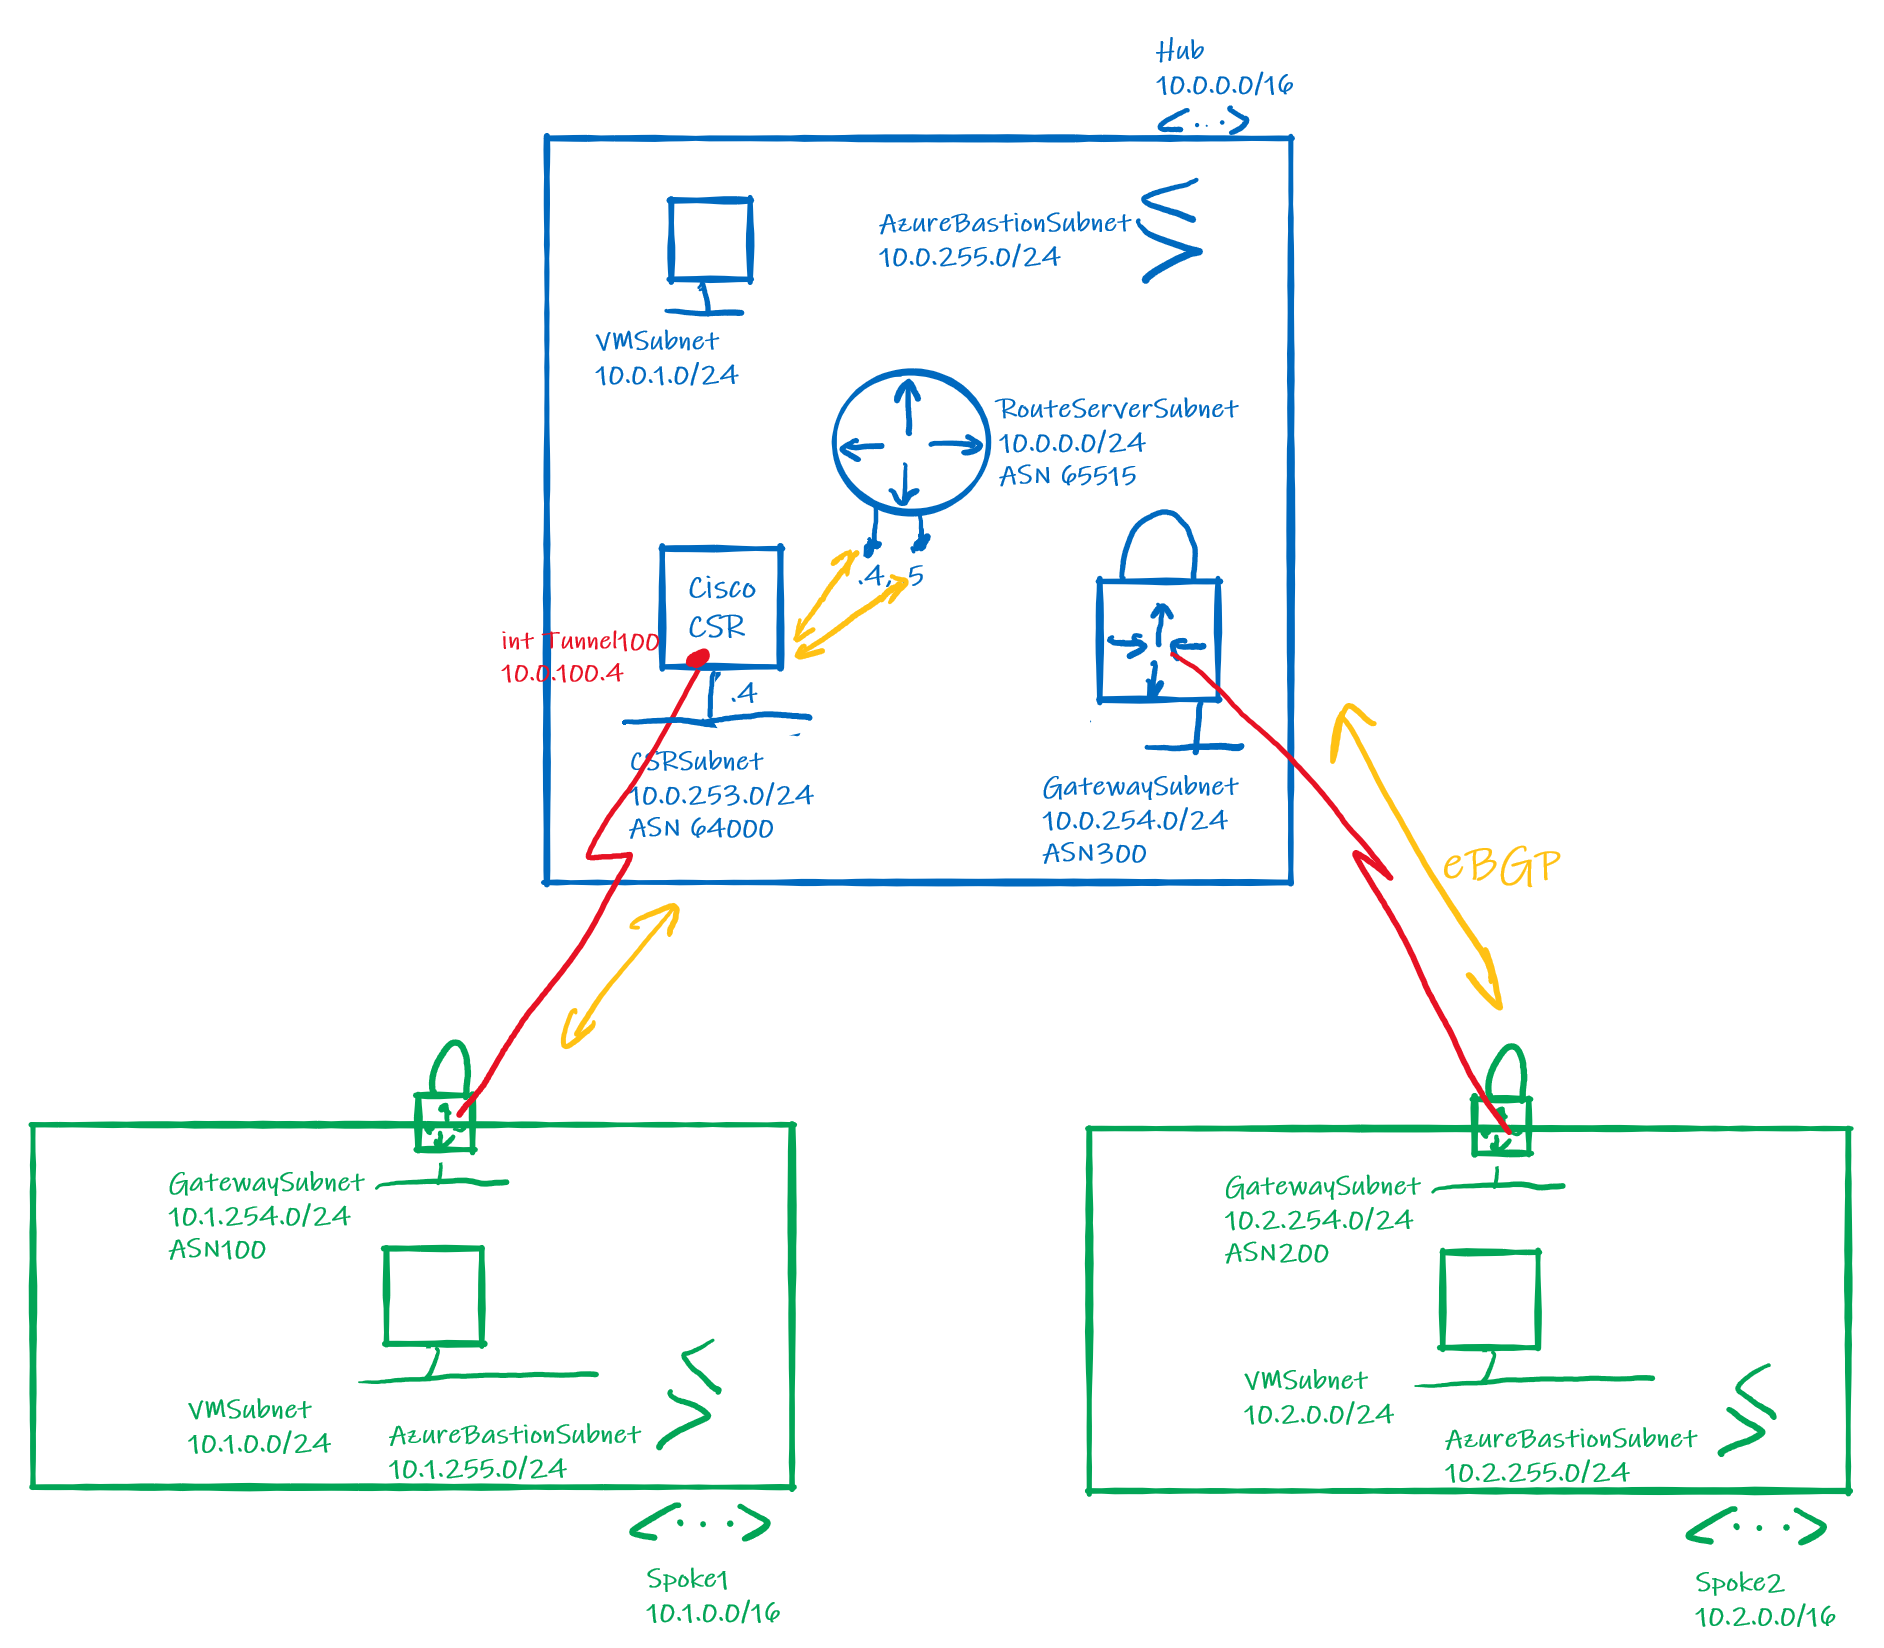 Hub
10.0.0.0/16
AzureBastionSubnet
10.0.255.0/24
VMSubnet
10.0.1.0/24
RouteServerSubnet
10.0.0.0/24
ASN 65515
.4, 5
Cisco
CSR
int Tunnel100
10.0.100.4
.4
CSRSubnet
10.0.253.0/24
ASN 64000
GatewaySubnet
10.0.254.0/24
ASN300
eBGP
GatewaySubnet
10.1.254.0/24
ASN100
VMSubnet
10.1.0.0/24
AzureBastionSubnet
10.1.255.0/24
Spoke1
10.1.0.0/16
GatewaySubnet
10.2.254.0/24
ASN200
VMSubnet
10.2.0.0/24
AzureBastionSubnet
10.2.255.0/24
Spoke2
10.2.0.0/16